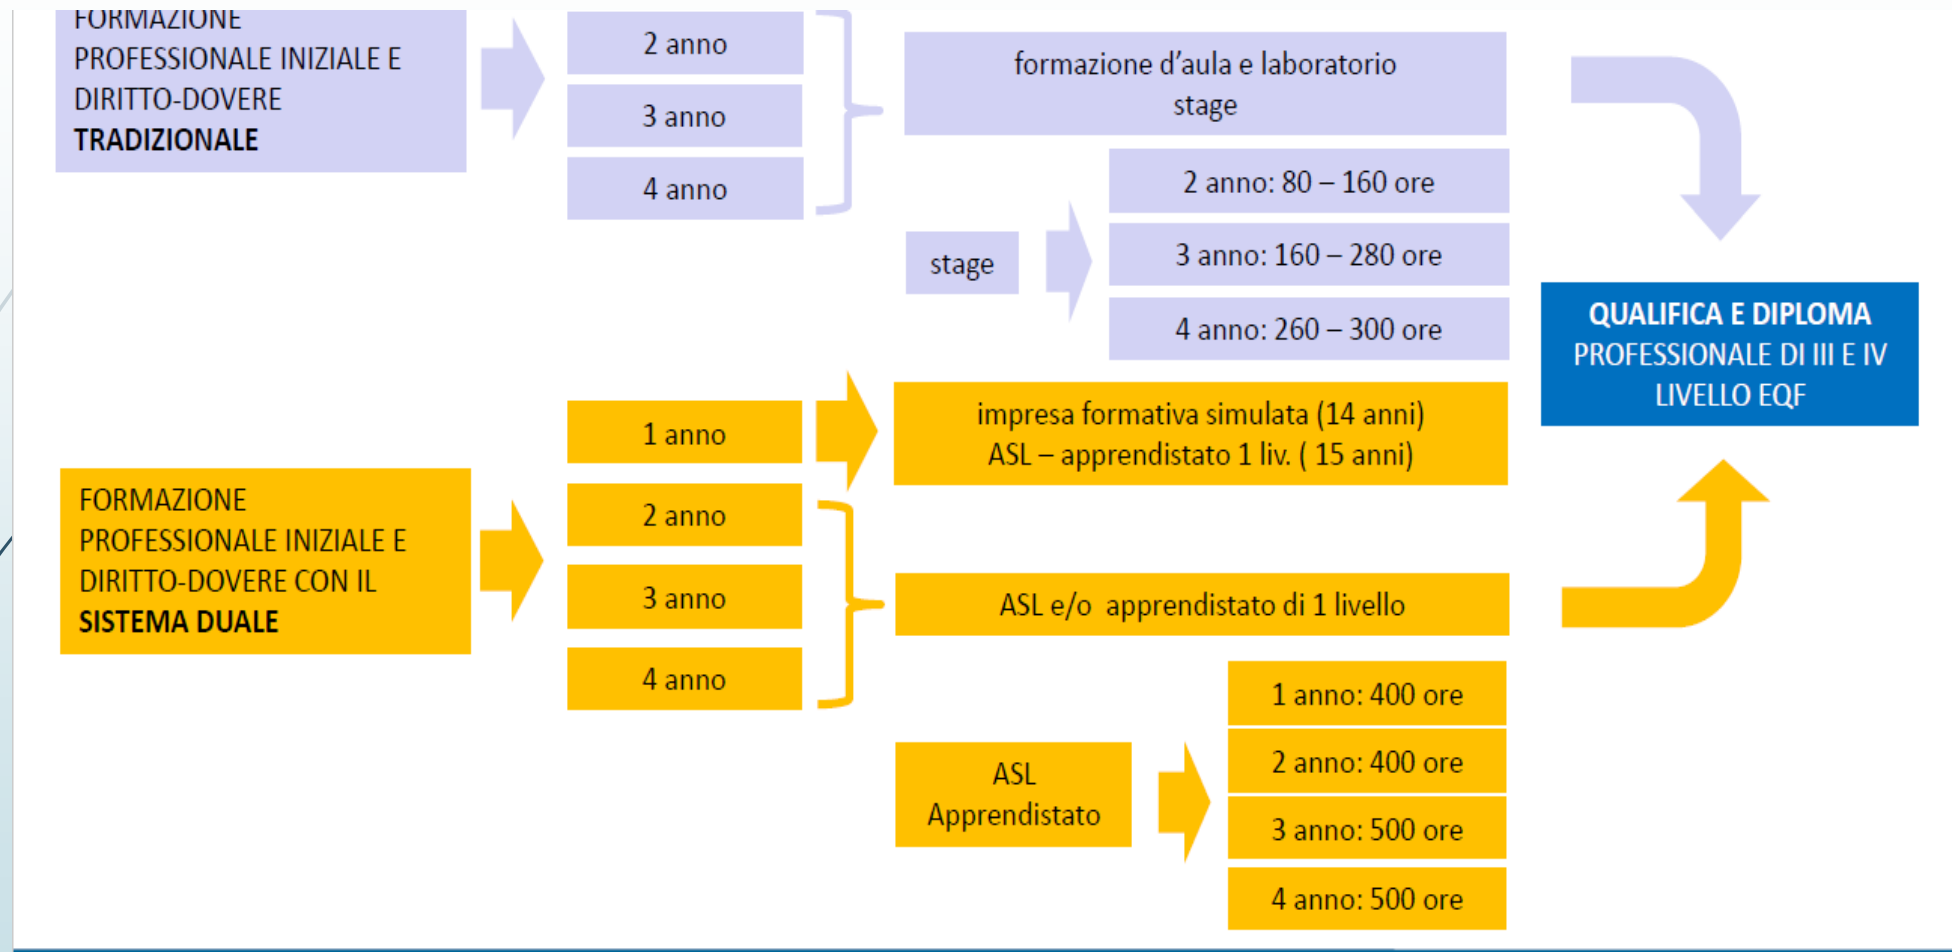 FORMAZIONE
PROFESSIONALE INIZIALE E
DIRITTO-DOVERE
TRADIZIONALE
2 anno
3 anno
4 anno
formazione d'aula e laboratorio
stage
stage
2 anno: 80 – 160 ore
3 anno: 160 – 280 ore
4 anno: 260 – 300 ore
QUALIFICA E DIPLOMA
PROFESSIONALE DI III E IV
LIVELLO EQF
FORMAZIONE
PROFESSIONALE INIZIALE E
DIRITTO-DOVERE CON IL
SISTEMA DUALE
1 anno
2 anno
3 anno
4 anno
impresa formativa simulata (14 anni)
ASL – apprendistato 1 liv. ( 15 anni)
ASL e/o  apprendistato di 1 livello
ASL
Apprendistato
1 anno: 400 ore
2 anno: 400 ore
3 anno: 500 ore
4 anno: 500 ore